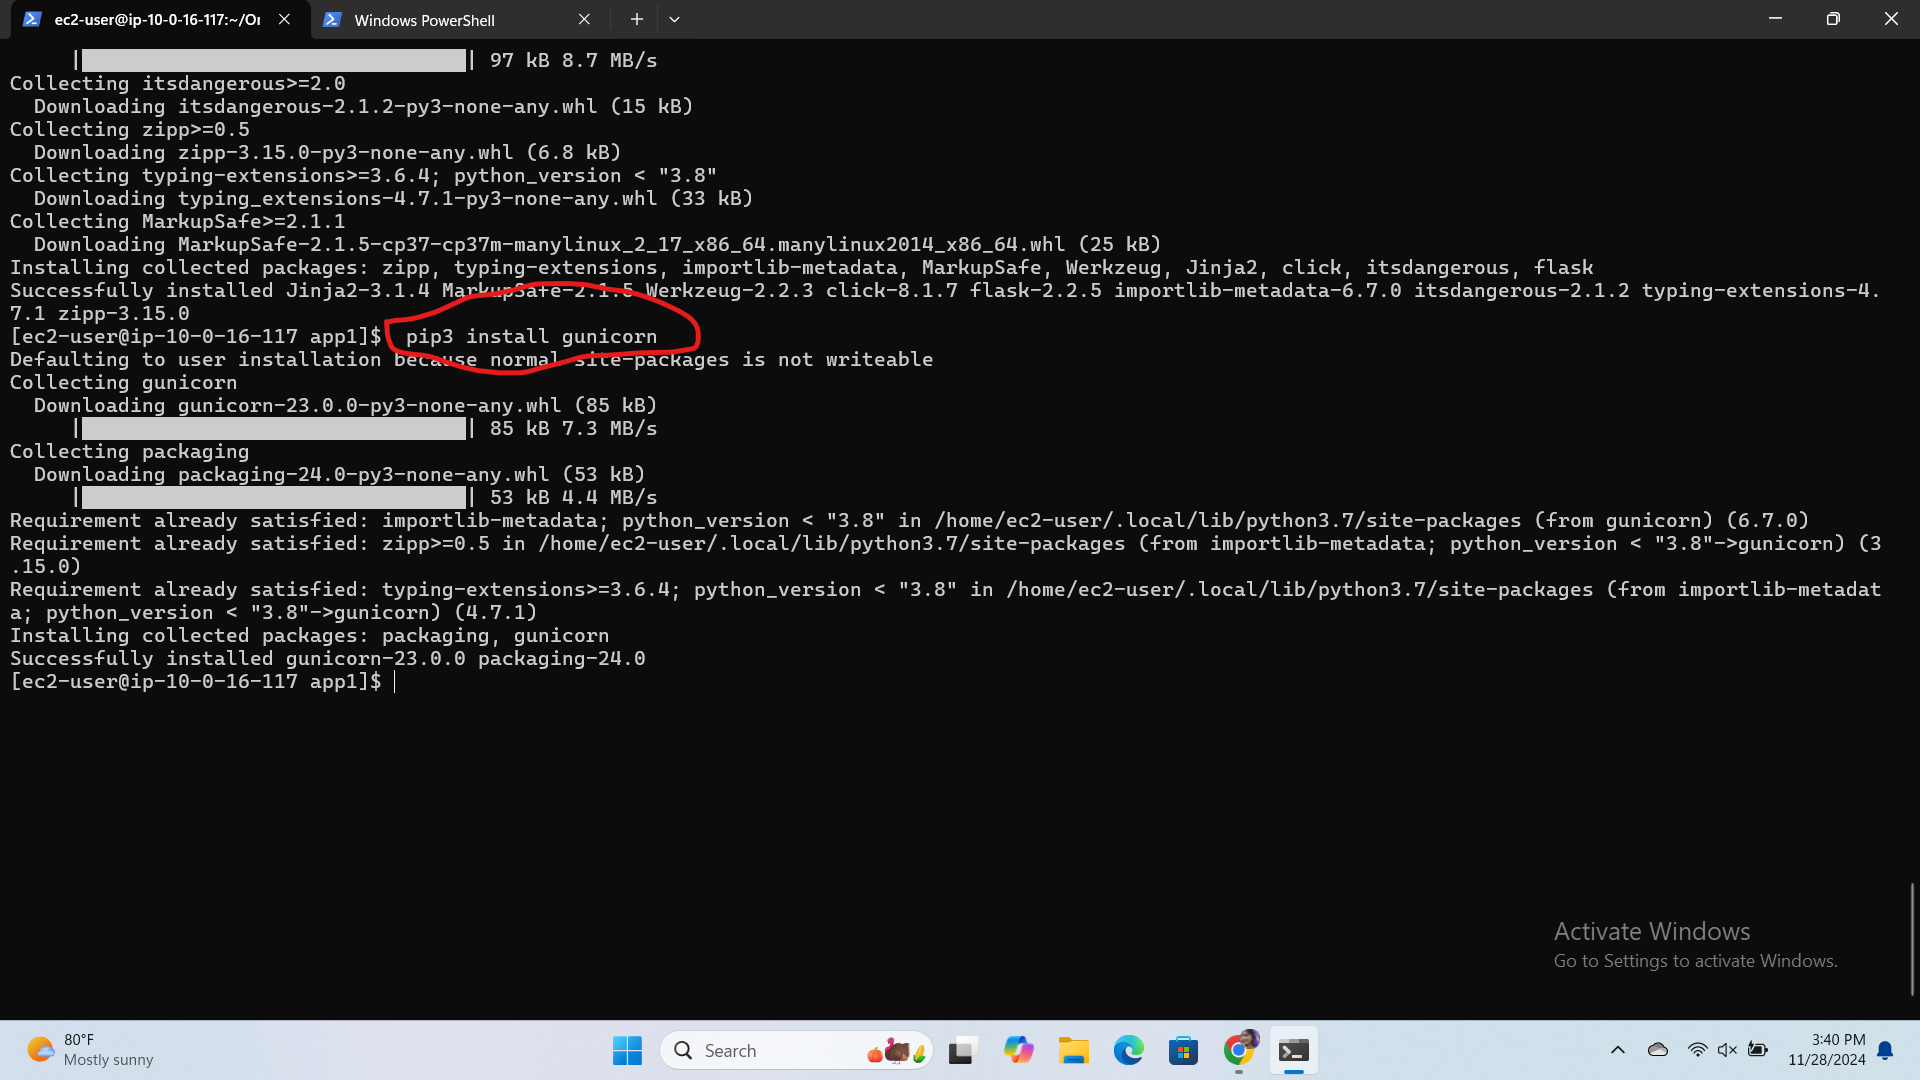 ec2-user@ip-10-0-16-117:~/Or
Windows PowerShell
| 97 kB 8.7 MB/s
Collecting itsdangerous>=2.0
Downloading itsdangerous-2.1.2-py3-none-any.whl (15 kB)
Collecting zipp>=0.5
Downloading zipp-3.15.0-py3-none-any.whl (6.8 kB)
Collecting typing-extensions>=3.6.4; python_version < "3.8"
Downloading typing_extensions-4.7.1-py3-none-any.whl (33 kB)
Collecting MarkupSafe>=2.1.1
Downloading MarkupSafe-2.1.5-cp37-cp37m-manylinux_2_17_x86_64.manylinux2014_x86_64.whl (25 kB)
Installing collected packages: zipp, typing-extensions, importlib-metadata, MarkupSafe, Werkzeug, Jinja2, click, itsdangerous, flask
Successfully installed Jinja2-3.1.4 MarkupSafe-2.1.5 Werkzeug-2.2.3 click-8.1.7 flask-2.2.5 importlib-metadata-6.7.0 itsdangerous-2.1.2 typing-extensions-4.
7.1 zipp-3.15.0
[ec2-user@ip-10-0-16-117 app1]$  pip3 install gunicorn
Defaulting to user installation because normal site-packages is not writeable
Collecting gunicorn
Downloading gunicorn-23.0.0-py3-none-any.whl (85 kB)
| 85 kB 7.3 MB/s
Collecting packaging
Downloading packaging-24.0-py3-none-any.whl (53 kB)
| 53 kB 4.4 MB/s
Requirement already satisfied: importlib-metadata; python_version < "3.8" in /home/ec2-user/.local/lib/python3.7/site-packages (from gunicorn) (6.7.0)
Requirement already satisfied: zipp>=0.5 in /home/ec2-user/.local/lib/python3.7/site-packages (from importlib-metadata; python_version < "3.8"->gunicorn) (3
.15.0)
Requirement already satisfied: typing-extensions>=3.6.4; python_version < "3.8" in /home/ec2-user/.local/lib/python3.7/site-packages (from importlib-metadat
a; python_version < "3.8"->gunicorn) (4.7.1)
Installing collected packages: packaging, gunicorn
Successfully installed gunicorn-23.0.0 packaging-24.0
[ec2-user@ip-10-0-16-117 app1]$
Activate Windows
Go to Settings to activate Windows.
80°F
Mostly sunny
Search
3:40 PM
11/28/2024